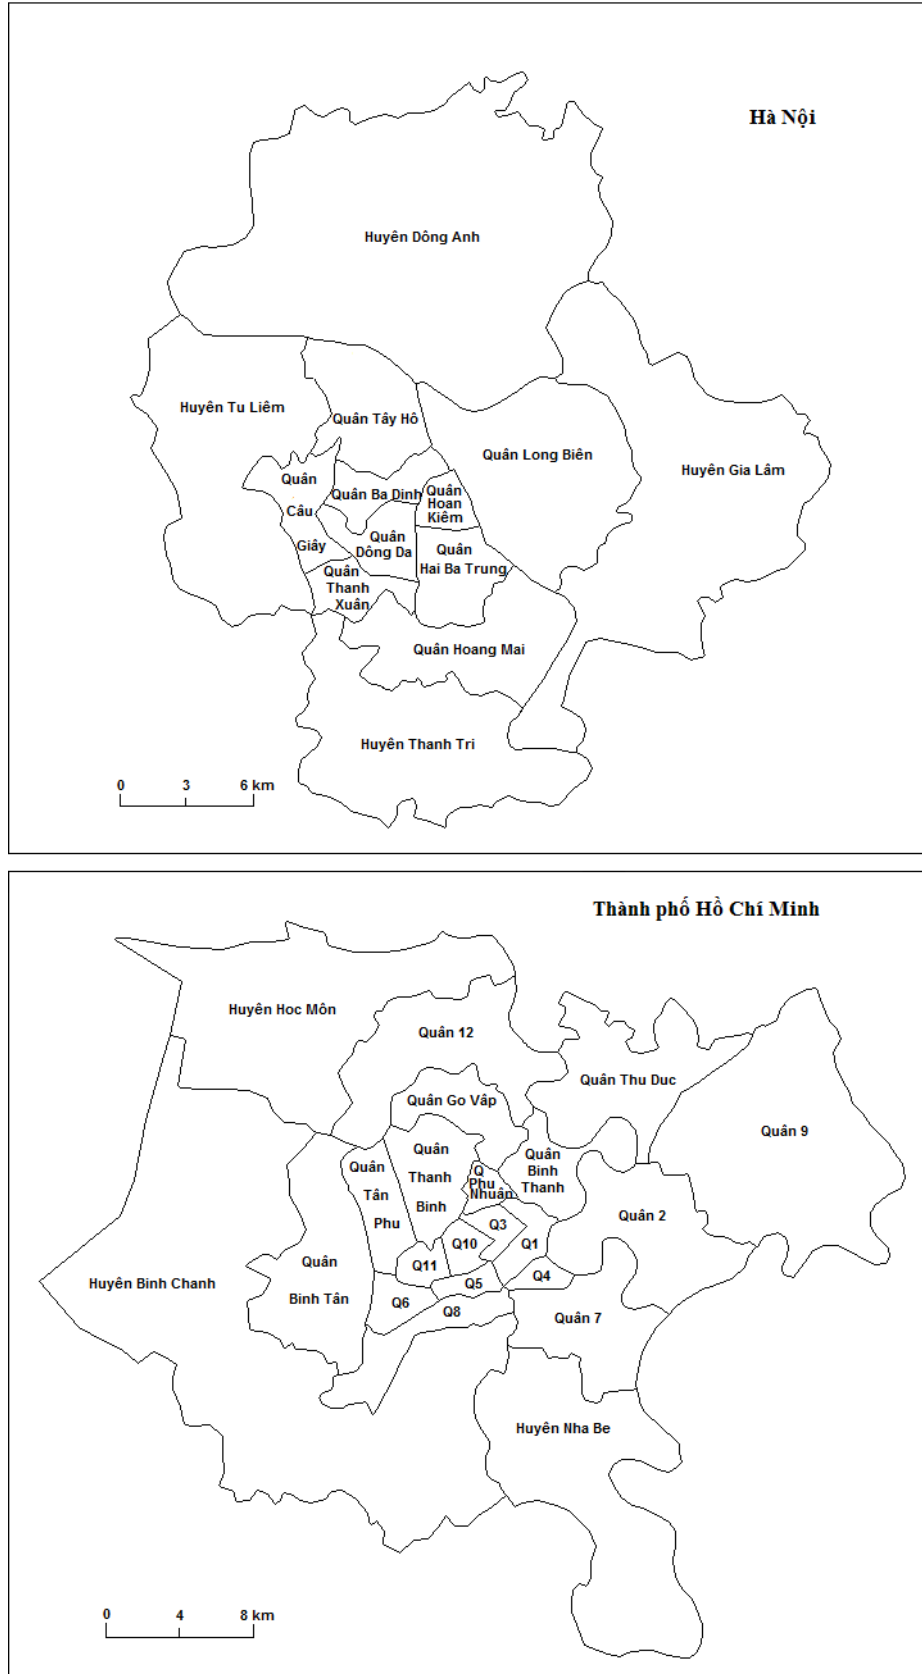 Hà Nội
Huyên Dông Anh
Huyên Tu Liêm
Quân Tây Hô
Quân Long Biên
Huyên Gia Lâm
Quân
Câu
Giây
Quân Ba Dinh
Quân
Hoan
Kiêm
Quân
Dông Da
Quân
Hai Ba Trung
Quân
Thanh
Xuân
Quân Hoang Mai
Huyên Thanh Tri
0 3 6 km
Thành phố Hồ Chí Minh
Huyên Hoc Môn
Quân 12
Quân Thu Duc
Quân Go Vâp
Quân 9
Quân
Tân
Phu
Quân
Thanh
Binh
Q
Phu
Nhuân
Quân
Binh
Thanh
Quân 2
Q3
Q1
Q10
Q11
Q5
Q4
Q6
Q8
Quân 7
Huyên Binh Chanh
Quân
Binh Tân
Huyên Nha Be
0 4 8 km